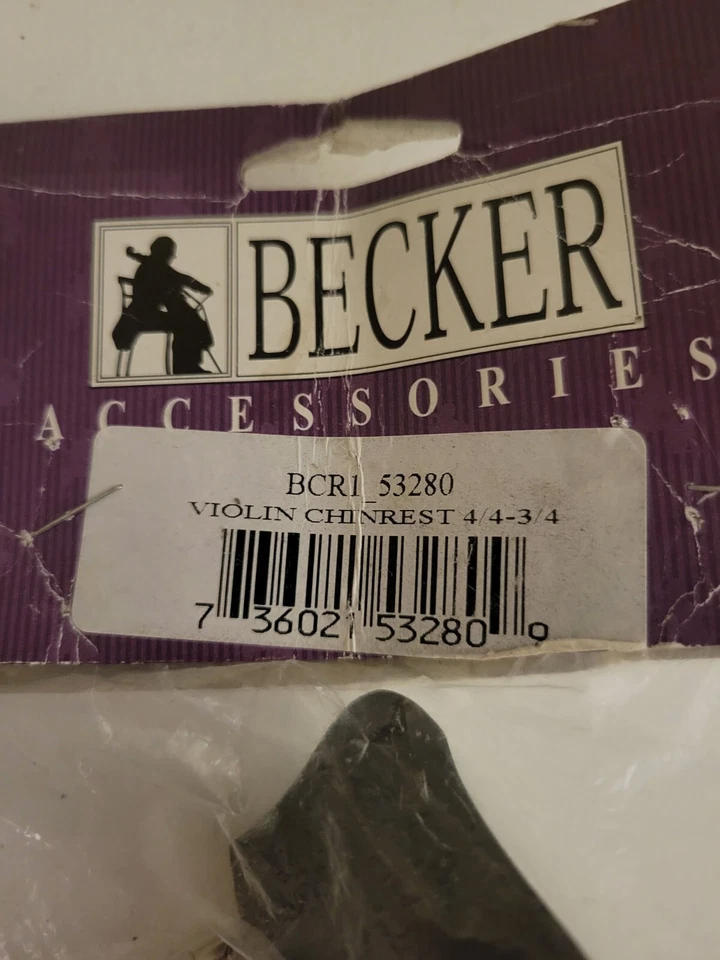 BECKER
ACCESSORIES
BCR1_53280
VIOLIN CHINREST 4/4-3/4
7 36021 53280 9